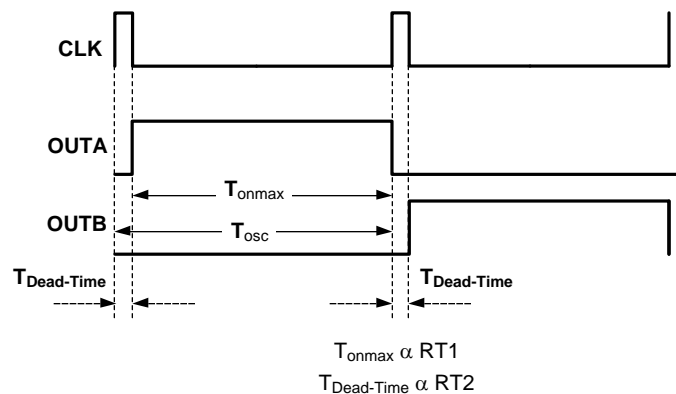 CLK
OUTA
Tonmax
OUTB
Tosc
TDead-Time
TDead-Time
Tonmax α RT1
TDead-Time α RT2